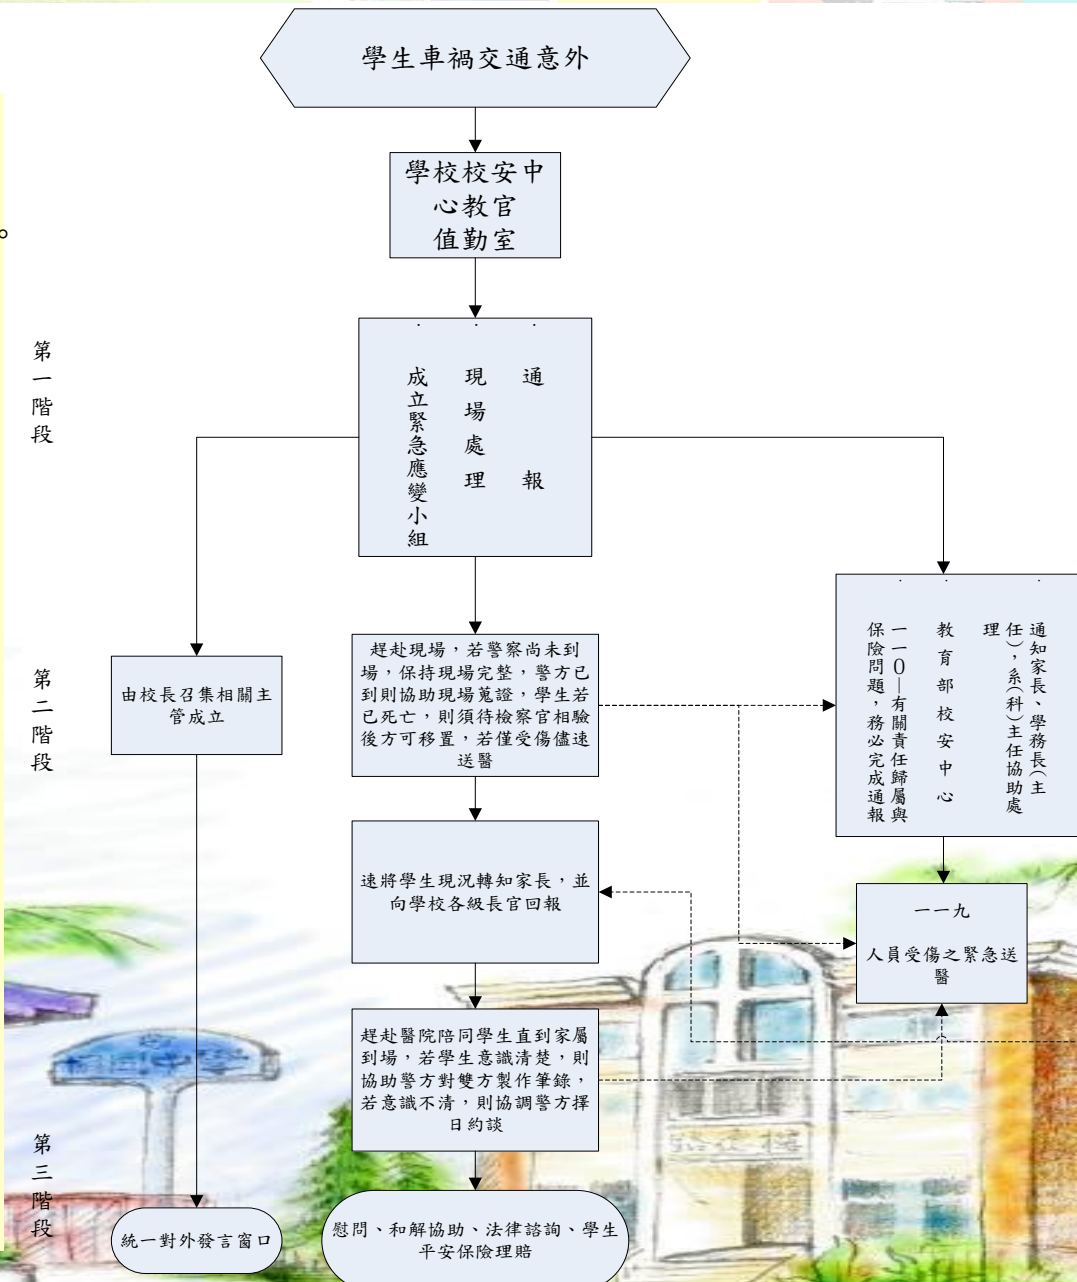 學生車禍交通意外
學校校安中
心教官
值勤室
。
第一階段
．通報
．現場處理
．成立緊急應變小組
第二階段
由校長召集相關主
管成立
趕赴現場，若警察尚未到
場，保持現場完整，警方已
到則協助現場蒐證，學生若
已死亡，則須待檢察官相驗
後方可移置，若僅受傷儘速
送醫
．通知家長、學務長(主
任)，系(科)主任協助處
理
．教育部校安中心
．一一0—有關責任歸屬與
保險問題，務必完成通報
速將學生現況轉知家長，並
向學校各級長官回報
一一九
人員受傷之緊急送
醫
趕赴醫院陪同學生直到家屬
到場，若學生意識清楚，則
協助警方對雙方製作筆錄，
若意識不清，則協調警方擇
日約談
第三階段
統一對外發言窗口
慰問、和解協助、法律諮詢、學生
平安保險理賠